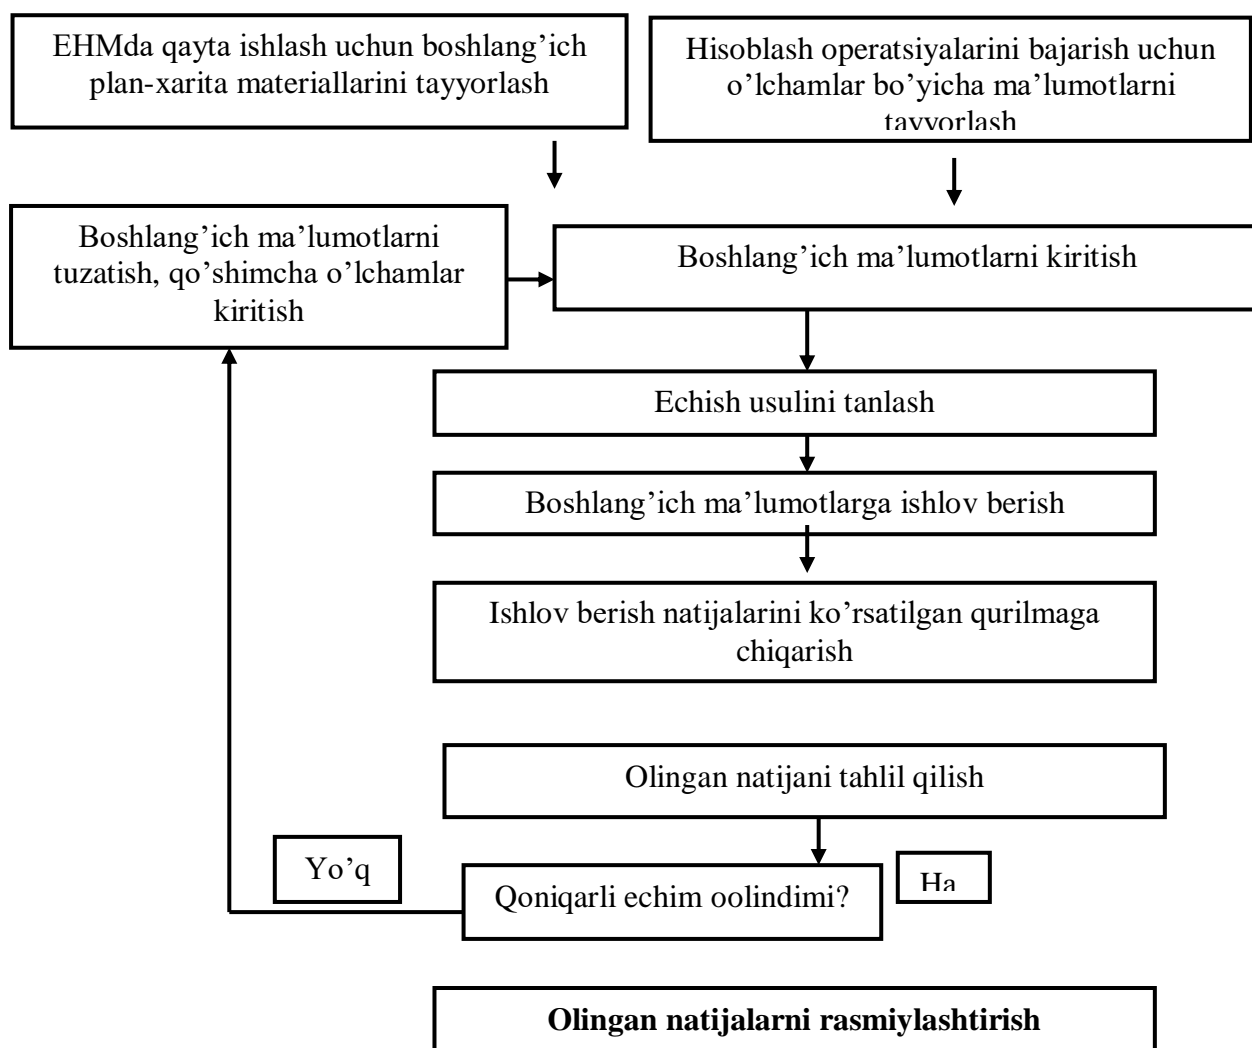 EHMda qayta ishlash uchun boshlang’ich
plan-xarita materiallarini tayyorlash
Hisoblash operatsiyalarini bajarish uchun
o’lchamlar bo’yicha ma’lumotlarni
tayyorlash
Boshlang’ich ma’lumotlarni
tuzatish, qo’shimcha o’lchamlar
kiritish
Boshlang’ich ma’lumotlarni kiritish
Echish usulini tanlash
Boshlang’ich ma’lumotlarga ishlov berish
Ishlov berish natijalarini ko’rsatilgan qurilmaga
chiqarish
Olingan natijani tahlil qilish
Yo’q
Qoniqarli echim oolindimi?
Ha
Olingan natijalarni rasmiylashtirish